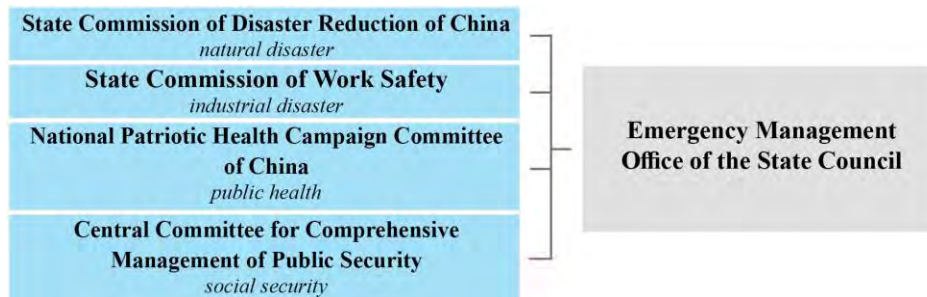 State Commission of Disaster Reduction of China
natural disaster
State Commission of Work Safety
industrial disaster
National Patriotic Health Campaign Committee
of China
public health
Central Committee for Comprehensive
Management of Public Security
social security
Emergency Management
Office of the State Council